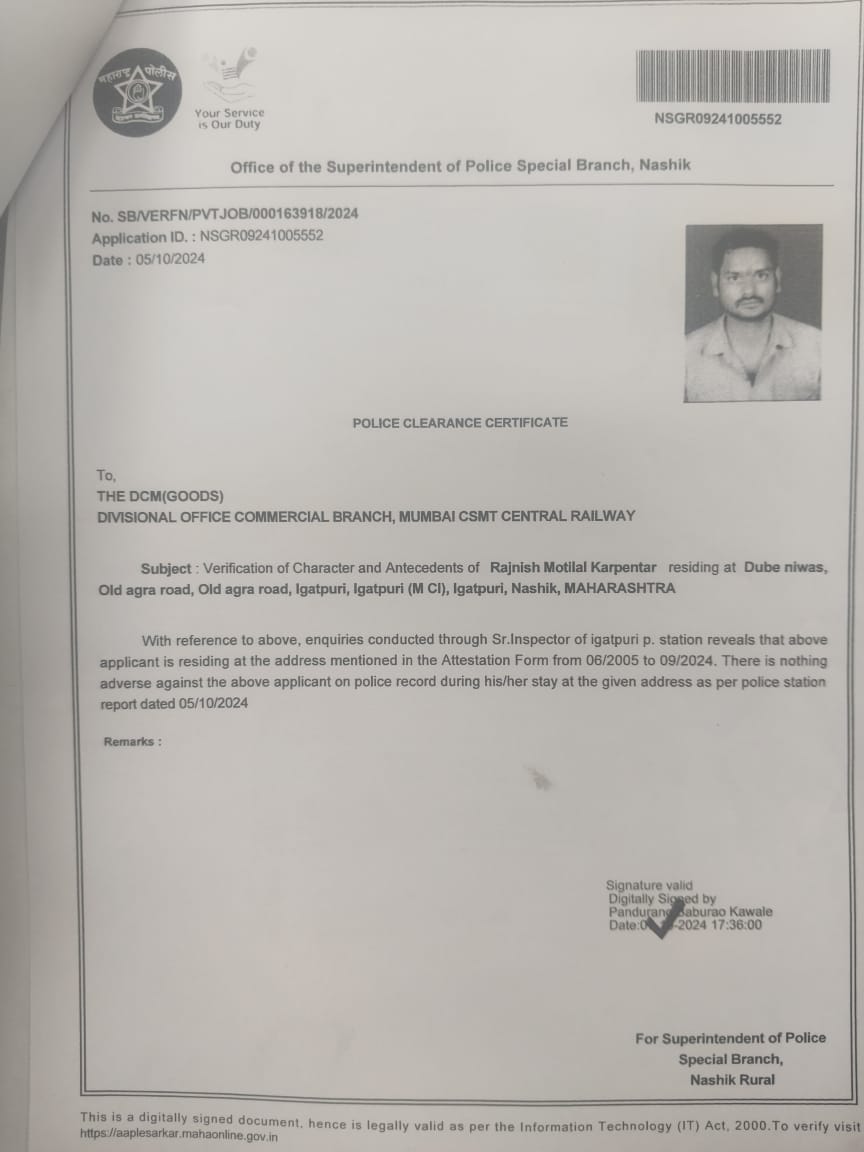 महाराष्ट्र पोलीस
Your Service
is Our Duty
NSGR09241005552
Office of the Superintendent of Police Special Branch, Nashik
No. SB/VERFN/PVTJOB/000163918/2024
Application ID. : NSGR09241005552
Date : 05/10/2024
POLICE CLEARANCE CERTIFICATE
To,
THE DCM(GOODS)
DIVISIONAL OFFICE COMMERCIAL BRANCH, MUMBAI CSMT CENTRAL RAILWAY
Subject : Verification of Character and Antecedents of Rajnish Motilal Karpentar residing at Dube niwas,
Old agra road, Old agra road, Igatpuri, Igatpuri (M Cl), Igatpuri, Nashik, MAHARASHTRA
With reference to above, enquiries conducted through Sr.Inspector of igatpuri p. station reveals that above
applicant is residing at the address mentioned in the Attestation Form from 06/2005 to 09/2024. There is nothing
adverse against the above applicant on police record during his/her stay at the given address as per police station
report dated 05/10/2024
Remarks :
Signature valid
Digitally Signed by
Pandurang Baburao Kawale
-2024 17:36:00
For Superintendent of Police
Special Branch,
Nashik Rural
This is a digitally signed document, hence is legally valid as per the Information Technology (IT) Act, 2000.To verify visit
https://aaplesarkar.mahaonline.gov.in